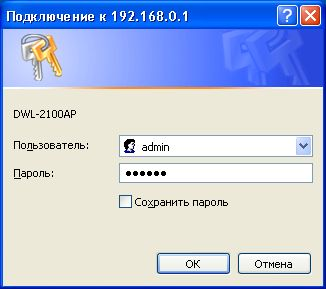 Подключение к 192.168.0.1
DWL-2100AP
Пользователь: admin
Пароль: ••••••
Сохранить пароль
OK Отмена